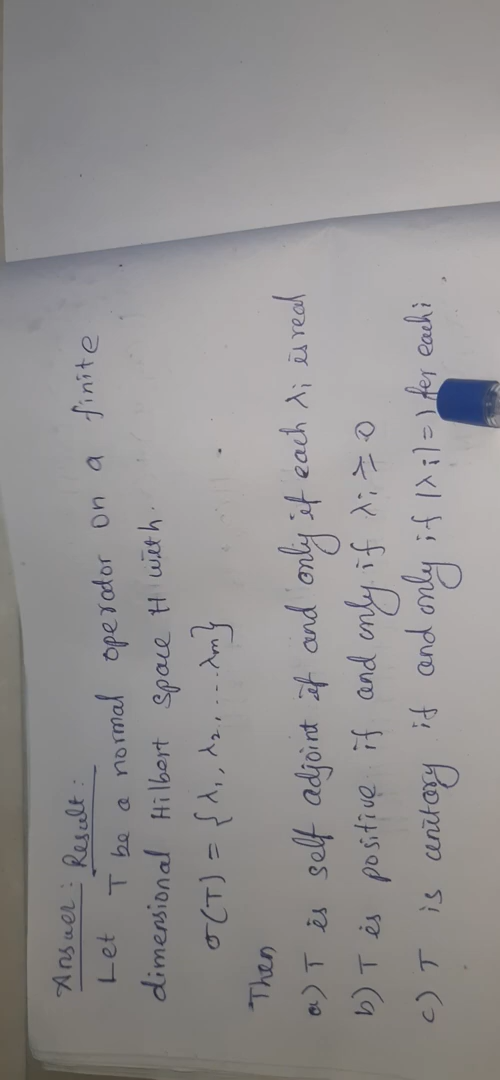 Answer: Result:
Let T be a normal operator on a finite
dimensional Hilbert space H with.
σ(T) = {λ₁, λ₂, ... λm}
Then
a) T is self adjoint if and only if each λi is real
b) T is positive if and only if λi ≥ 0
c) T is unitary if and only if |λi| = 1 for each i